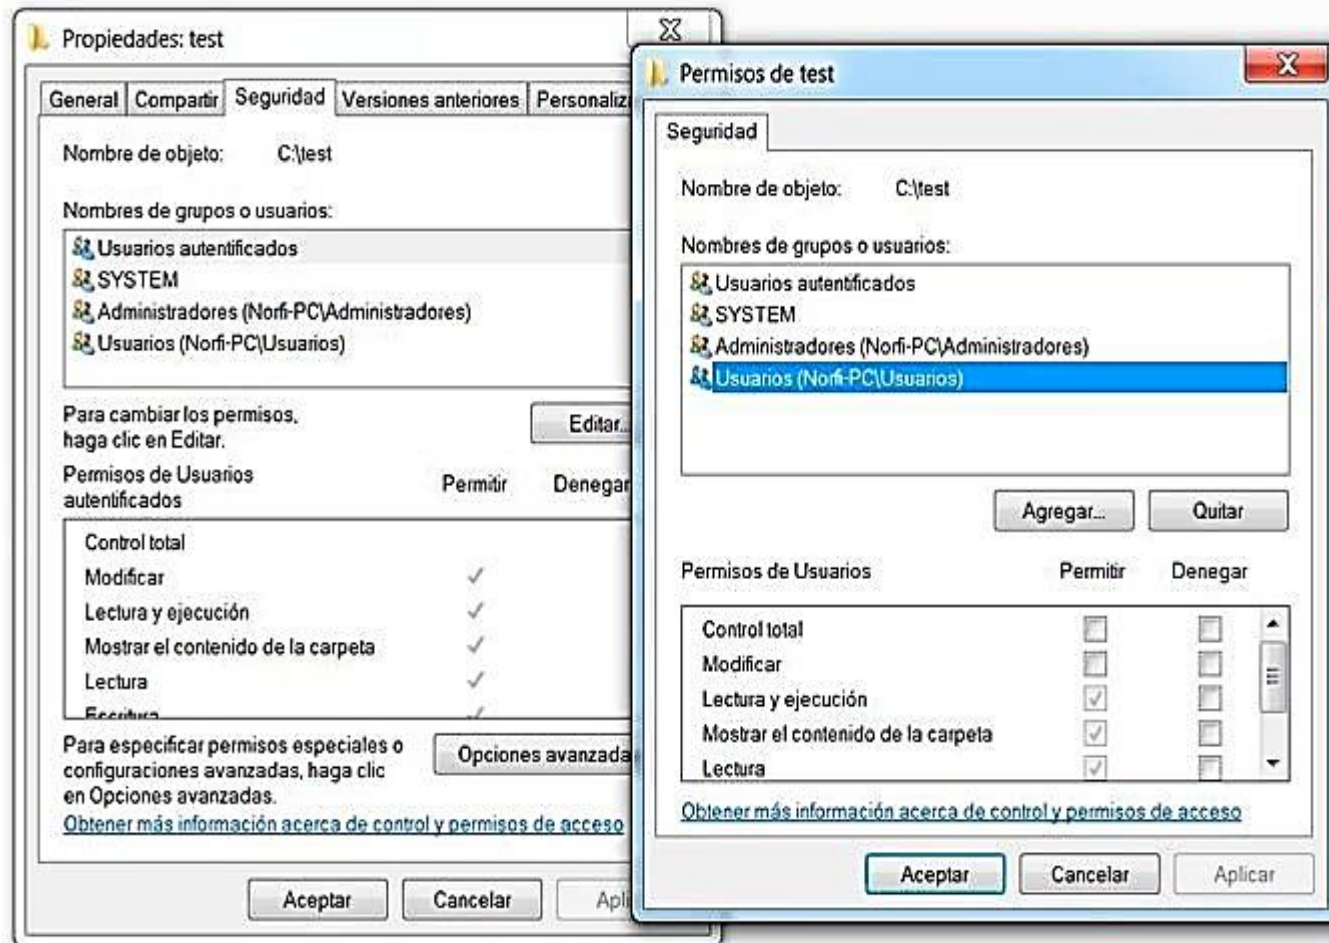 Propiedades: test
General Compartir Seguridad Versiones anteriores Personaliz
Nombre de objeto: C:\test
Nombres de grupos o usuarios:
Usuarios autentificados
SYSTEM
Administradores (Norfi-PC\Administradores)
Usuarios (Norfi-PC\Usuarios)
Para cambiar los permisos,
haga clic en Editar.
Editar...
Permisos de Usuarios
autentificados
Permitir Denegar
Control total
Modificar
Lectura y ejecución
Mostrar el contenido de la carpeta
Lectura
Escritura
Para especificar permisos especiales o
configuraciones avanzadas, haga clic
en Opciones avanzadas.
Opciones avanzada
Obtener más información acerca de control y permisos de acceso
Aceptar Cancelar Apli
Permisos de test
Seguridad
Nombre de objeto: C:\test
Nombres de grupos o usuarios:
Usuarios autentificados
SYSTEM
Administradores (Norfi-PC\Administradores)
Usuarios (Norfi-PC\Usuarios)
Agregar... Quitar
Permisos de Usuarios Permitir Denegar
Control total
Modificar
Lectura y ejecución
Mostrar el contenido de la carpeta
Lectura
Obtener más información acerca de control y permisos de acceso
Aceptar Cancelar Aplicar